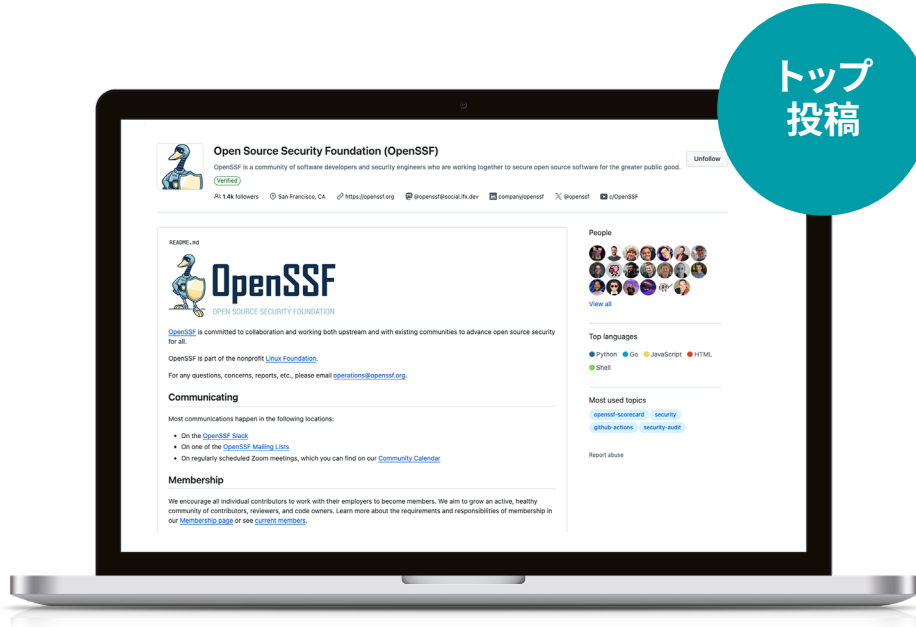 トップ
投稿
Open Source Security Foundation (OpenSSF)
OpenSSF is a community of software developers and security engineers who are working together to secure open source software for the greater public good.
Unfollow
Verified
1.4k followers San Francisco, CA https://openssf.org @openssf@social.lfx.dev company/openssf @openssf c/OpenSSF
README.md
OpenSSF
OPEN SOURCE SECURITY FOUNDATION
OpenSSF is committed to collaboration and working both upstream and with existing communities to advance open source security
for all.
OpenSSF is part of the nonprofit Linux Foundation.
For any questions, concerns, reports, etc., please email operations@openssf.org.
Communicating
Most communications happen in the following locations:
• On the OpenSSF Slack
• On one of the OpenSSF Mailing Lists
• On regularly scheduled Zoom meetings, which you can find on our Community Calendar
Membership
We encourage all individual contributors to work with their employers to become members. We aim to grow an active, healthy
community of contributors, reviewers, and code owners. Learn more about the requirements and responsibilities of membership in
our Membership page or see current members.
People
View all
Top languages
Python Go JavaScript HTML
Shell
Most used topics
openssf-scorecard security
github-actions security-audit
Report abuse